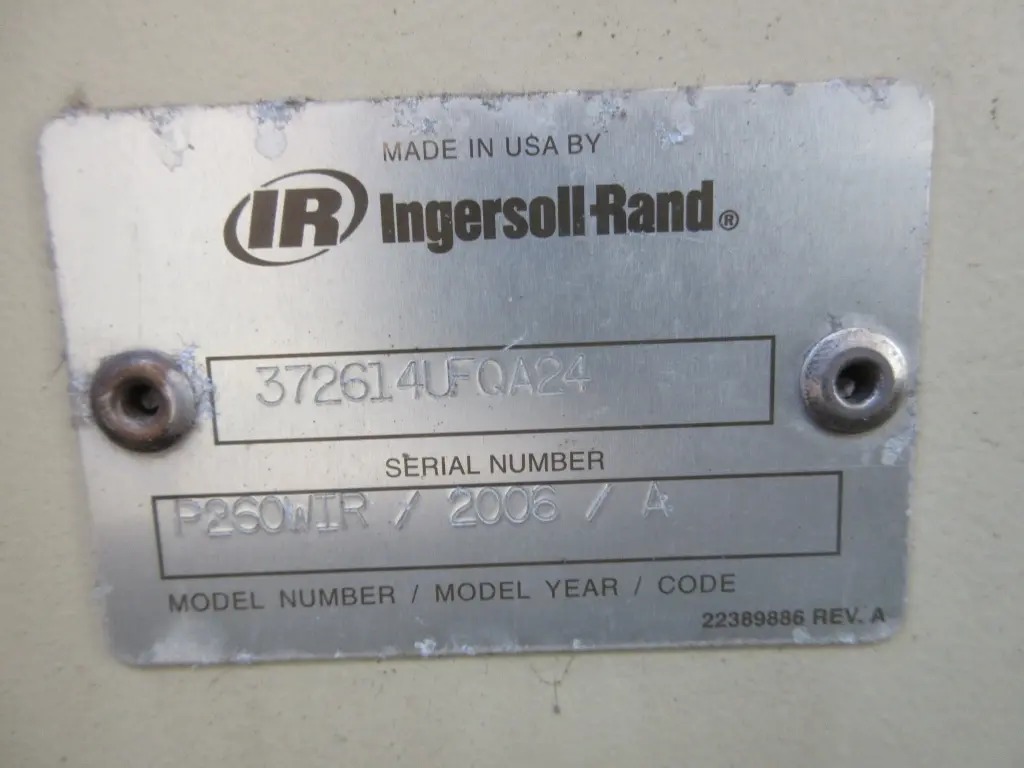 MADE IN USA BY
IR Ingersoll-Rand®
372614UFQA24
SERIAL NUMBER
P260WIR / 2006 / A
MODEL NUMBER / MODEL YEAR / CODE
22389886 REV. A